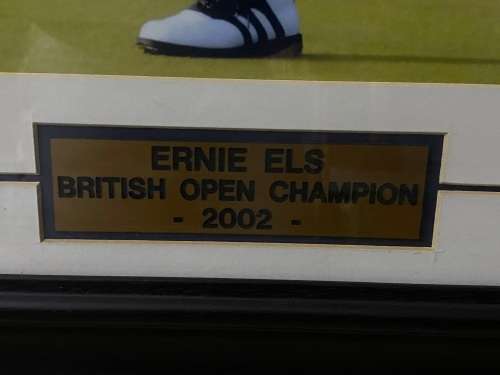 ERNIE ELS
BRITISH OPEN CHAMPION
- 2002 -